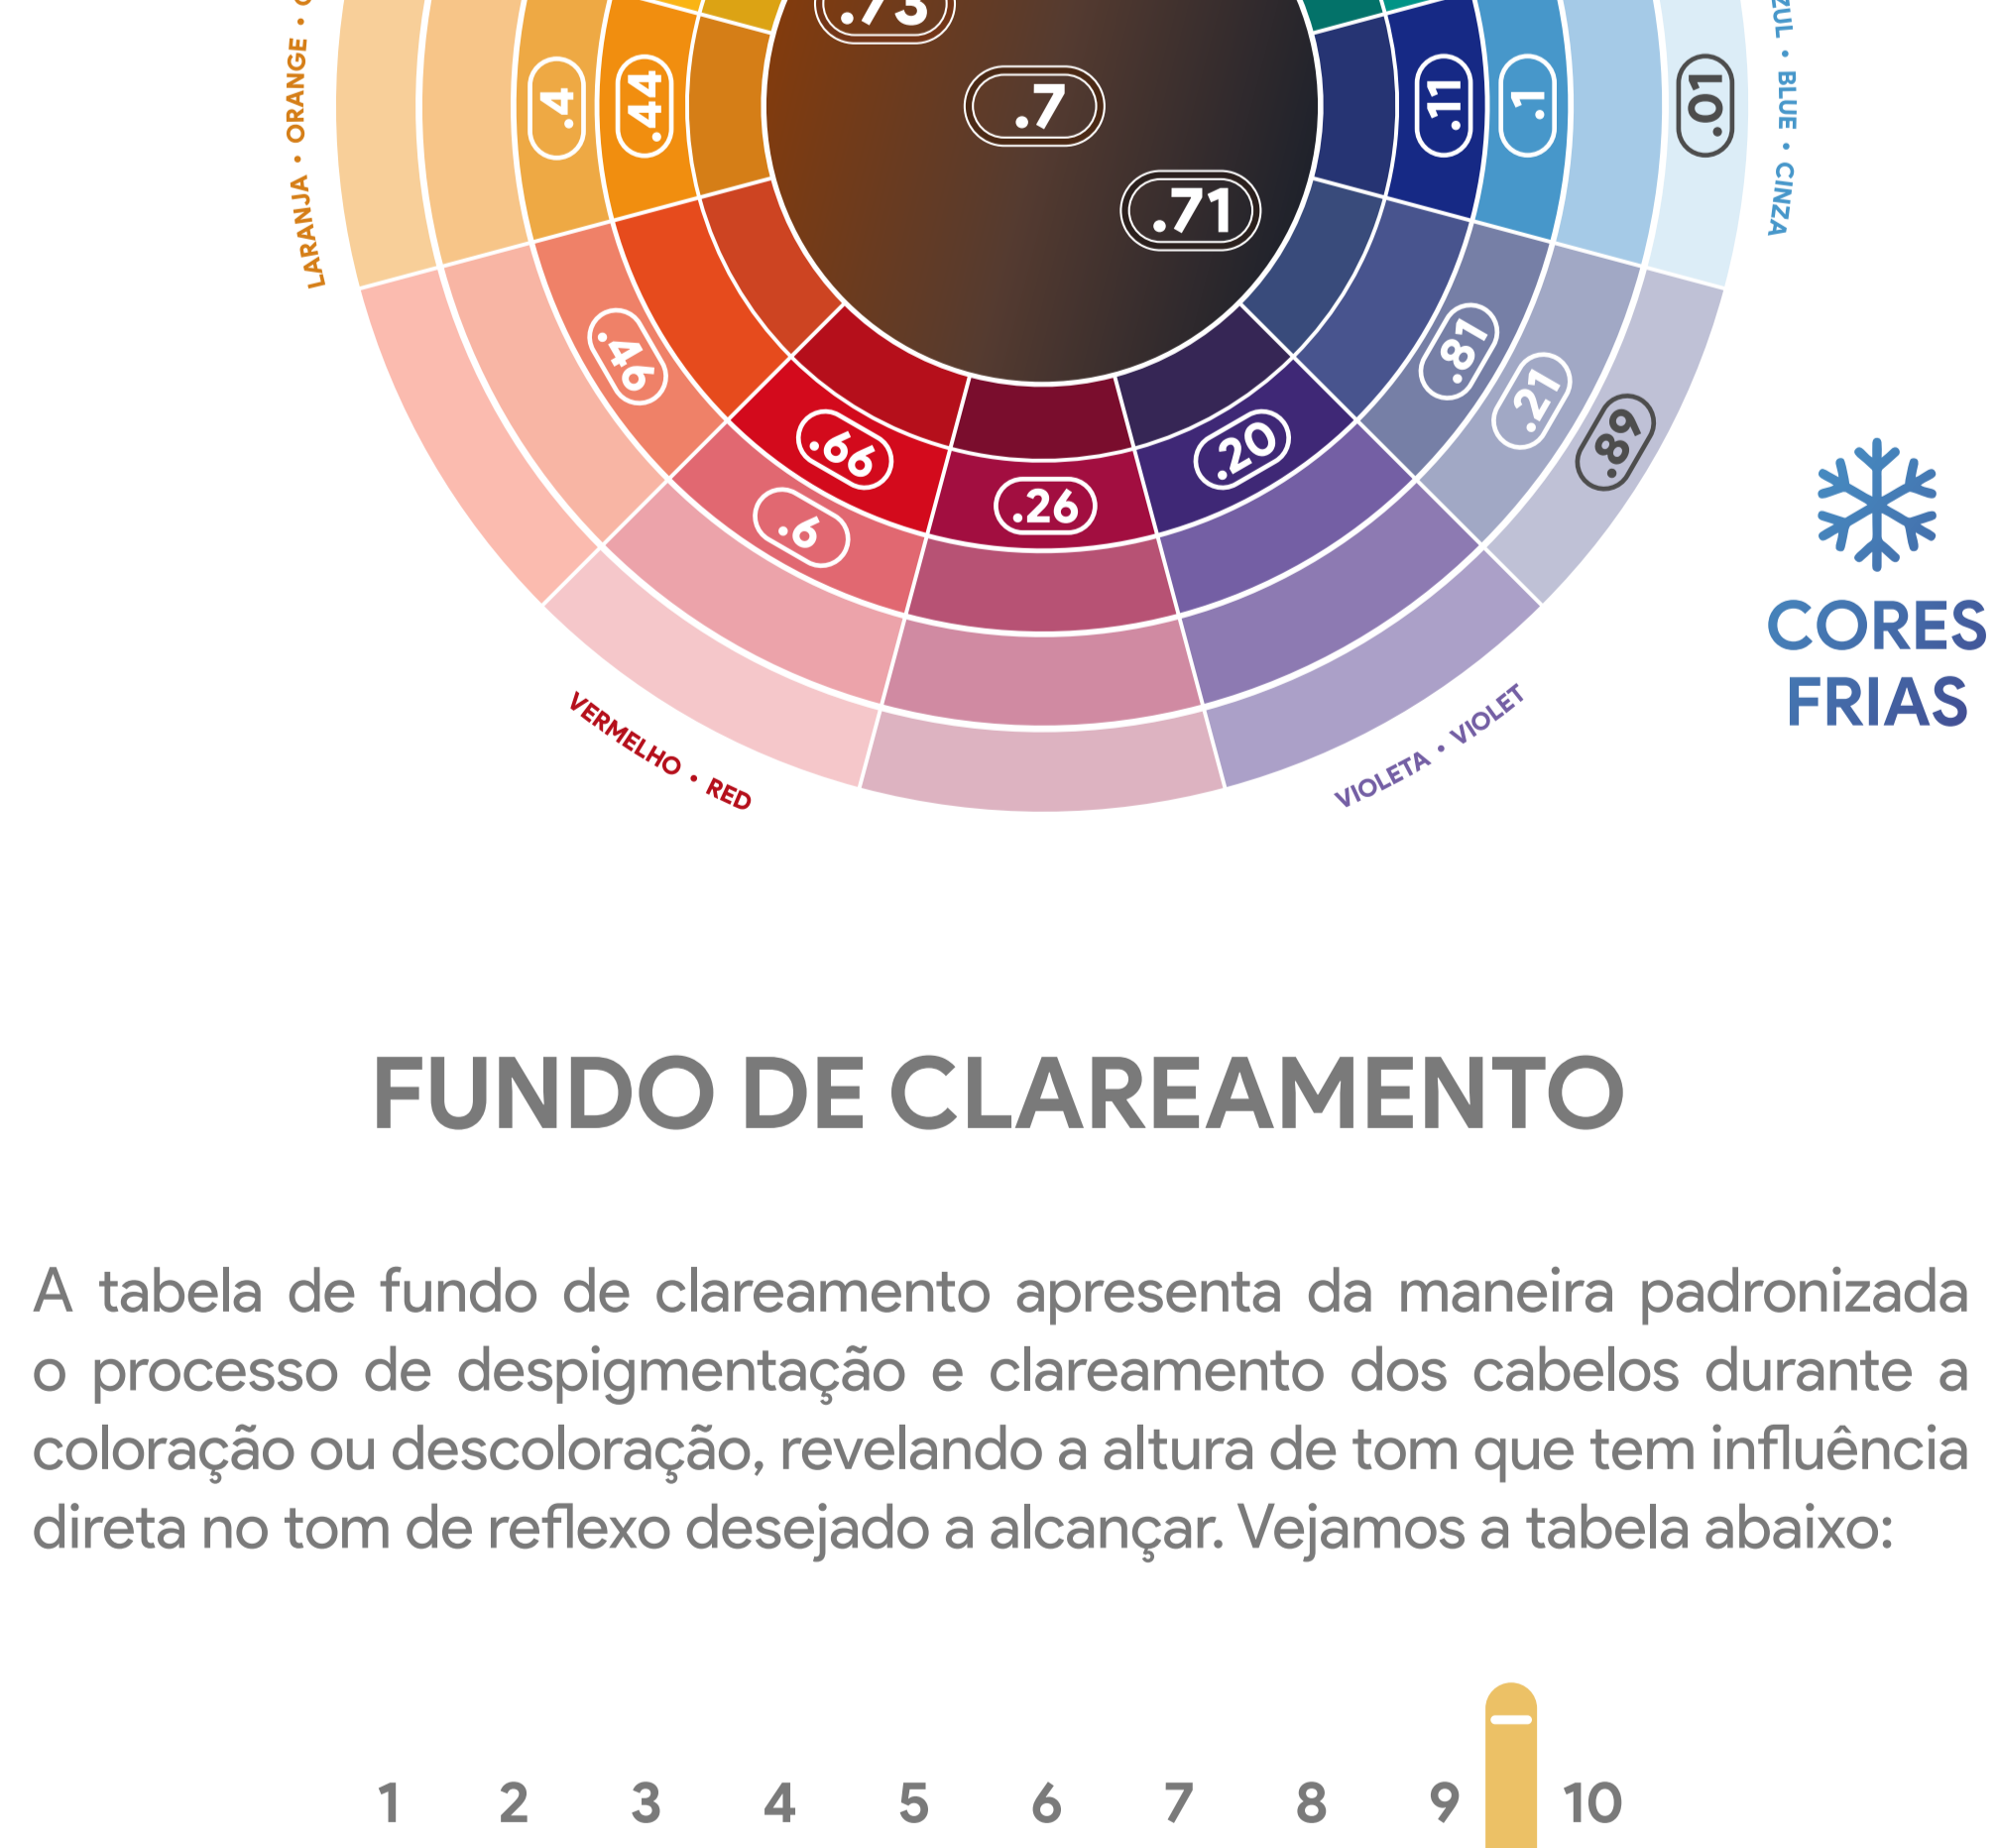 .73
.7
.71
.4
.44
.11
.1
.01
LARANJA • ORANGE •
BLUE • CINZA
.64
.66
.6
.26
.20
.87
.21
.89
CORES
FRIAS
VERMELHO • RED
VIOLETA • VIOLET
FUNDO DE CLAREAMENTO
A tabela de fundo de clareamento apresenta da maneira padronizada
o processo de despigmentação e clareamento dos cabelos durante a
coloração ou descoloração, revelando a altura de tom que tem influência
direta no tom de reflexo desejado a alcançar. Vejamos a tabela abaixo:
1 2 3 4 5 6 7 8 9 10